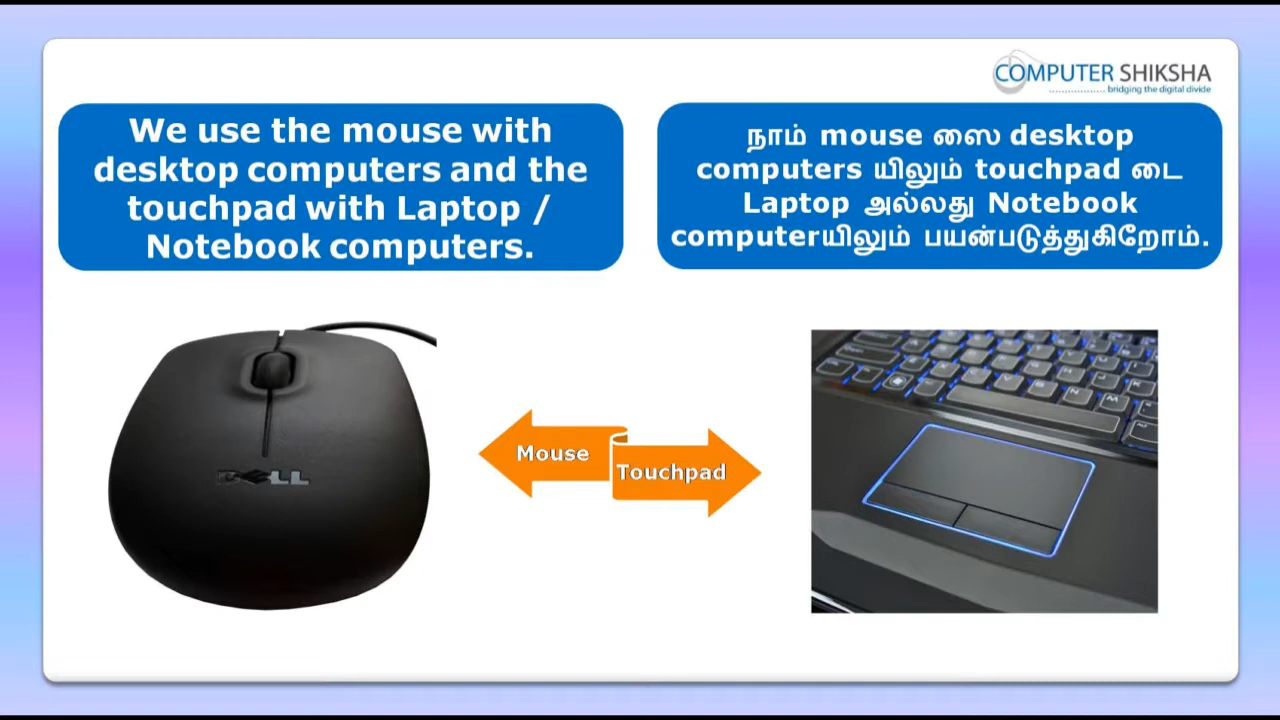 COMPUTER SHIKSHA
bridging the digital divide
We use the mouse with
desktop computers and the
touchpad with Laptop /
Notebook computers.
நாம் mouse ஸை desktop
computers யிலும் touchpad டை
Laptop அல்லது Notebook
computerயிலும் பயன்படுத்துகிறோம்.
DELL
Mouse
Touchpad